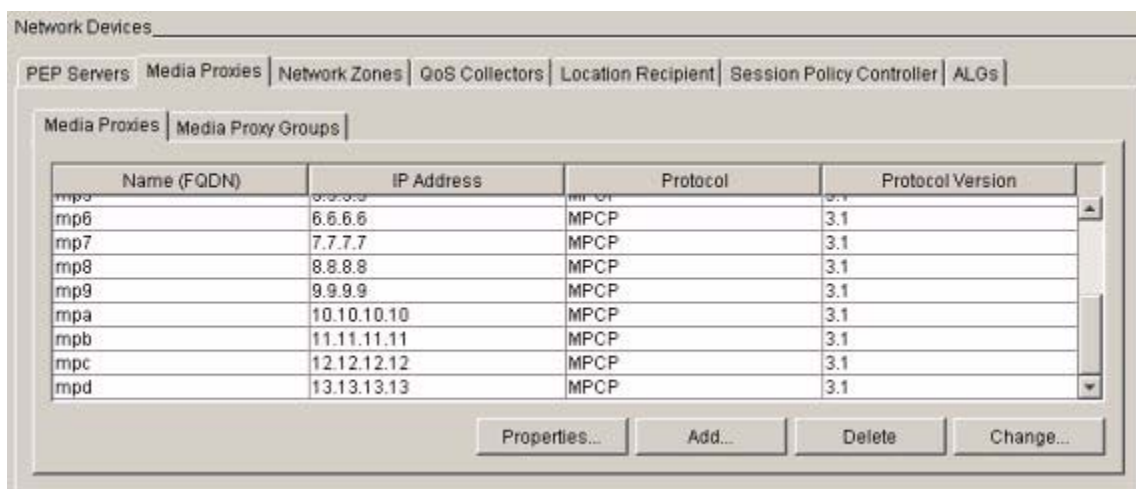 Network Devices
PEP Servers Media Proxies Network Zones QoS Collectors Location Recipient Session Policy Controller ALGs
Media Proxies Media Proxy Groups
Name (FQDN) IP Address Protocol Protocol Version
mp6 6.6.6.6 MPCP 3.1
mp7 7.7.7.7 MPCP 3.1
mp8 8.8.8.8 MPCP 3.1
mp9 9.9.9.9 MPCP 3.1
mpa 10.10.10.10 MPCP 3.1
mpb 11.11.11.11 MPCP 3.1
mpc 12.12.12.12 MPCP 3.1
mpd 13.13.13.13 MPCP 3.1
Properties... Add... Delete Change...